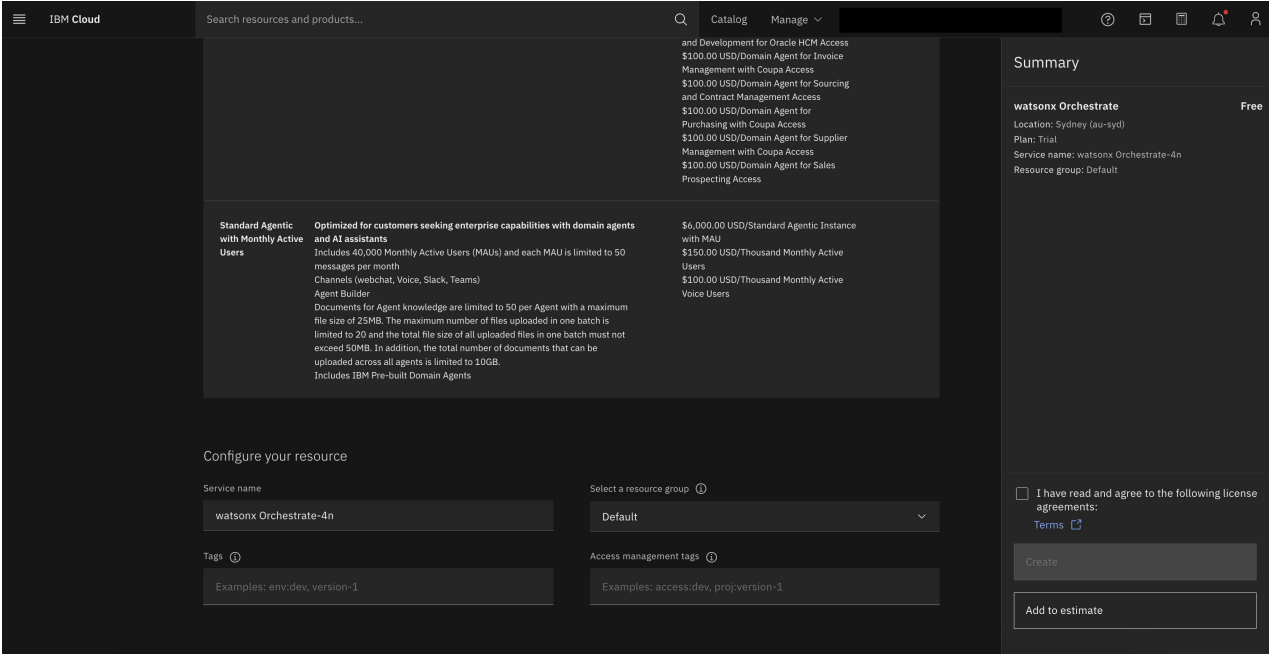 IBM Cloud
Search resources and products...
Catalog
Manage
and Development for Oracle HCM Access
$100.00 USD/Domain Agent for Invoice
Management with Coupa Access
$100.00 USD/Domain Agent for Sourcing
and Contract Management Access
$100.00 USD/Domain Agent for
Purchasing with Coupa Access
$100.00 USD/Domain Agent for Supplier
Management with Coupa Access
$100.00 USD/Domain Agent for Sales
Prospecting Access
Standard Agentic
with Monthly Active
Users
Optimized for customers seeking enterprise capabilities with domain agents
and AI assistants
Includes 40,000 Monthly Active Users (MAUs) and each MAU is limited to 50
messages per month
Channels (webchat, Voice, Slack, Teams)
Agent Builder
Documents for Agent knowledge are limited to 50 per Agent with a maximum
file size of 25MB. The maximum number of files uploaded in one batch is
limited to 20 and the total file size of all uploaded files in one batch must not
exceed 50MB. In addition, the total number of documents that can be
uploaded across all agents is limited to 10GB.
Includes IBM Pre-built Domain Agents
$6,000.00 USD/Standard Agentic Instance
with MAU
$150.00 USD/Thousand Monthly Active
Users
$100.00 USD/Thousand Monthly Active
Voice Users
Configure your resource
Service name
watsonx Orchestrate-4n
Select a resource group
Default
Tags
Examples: env:dev, version-1
Access management tags
Examples: access:dev, proj:version-1
Summary
watsonx Orchestrate
Free
Location: Sydney (au-syd)
Plan: Trial
Service name: watsonx Orchestrate-4n
Resource group: Default
I have read and agree to the following license
agreements:
Terms
Create
Add to estimate